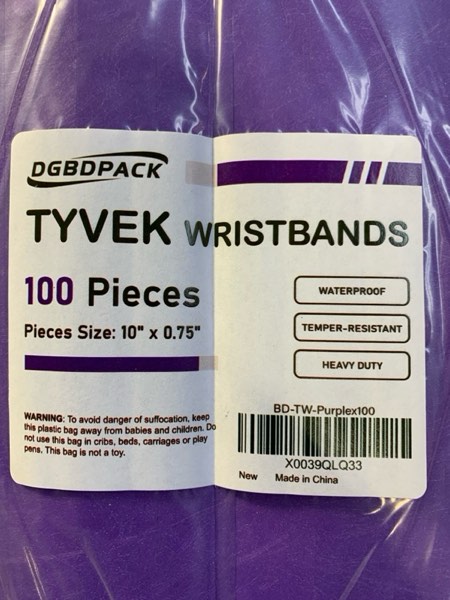 DGBDPACK
TYVEK WRISTBANDS
100 Pieces
Pieces Size: 10" x 0.75"
WATERPROOF
TEMPER-RESISTANT
HEAVY DUTY
WARNING: To avoid danger of suffocation, keep
this plastic bag away from babies and children. Do
not use this bag in cribs, beds, carriages or play
pens. This bag is not a toy.
BD-TW-Purplex100
X0039QLQ33
New Made in China